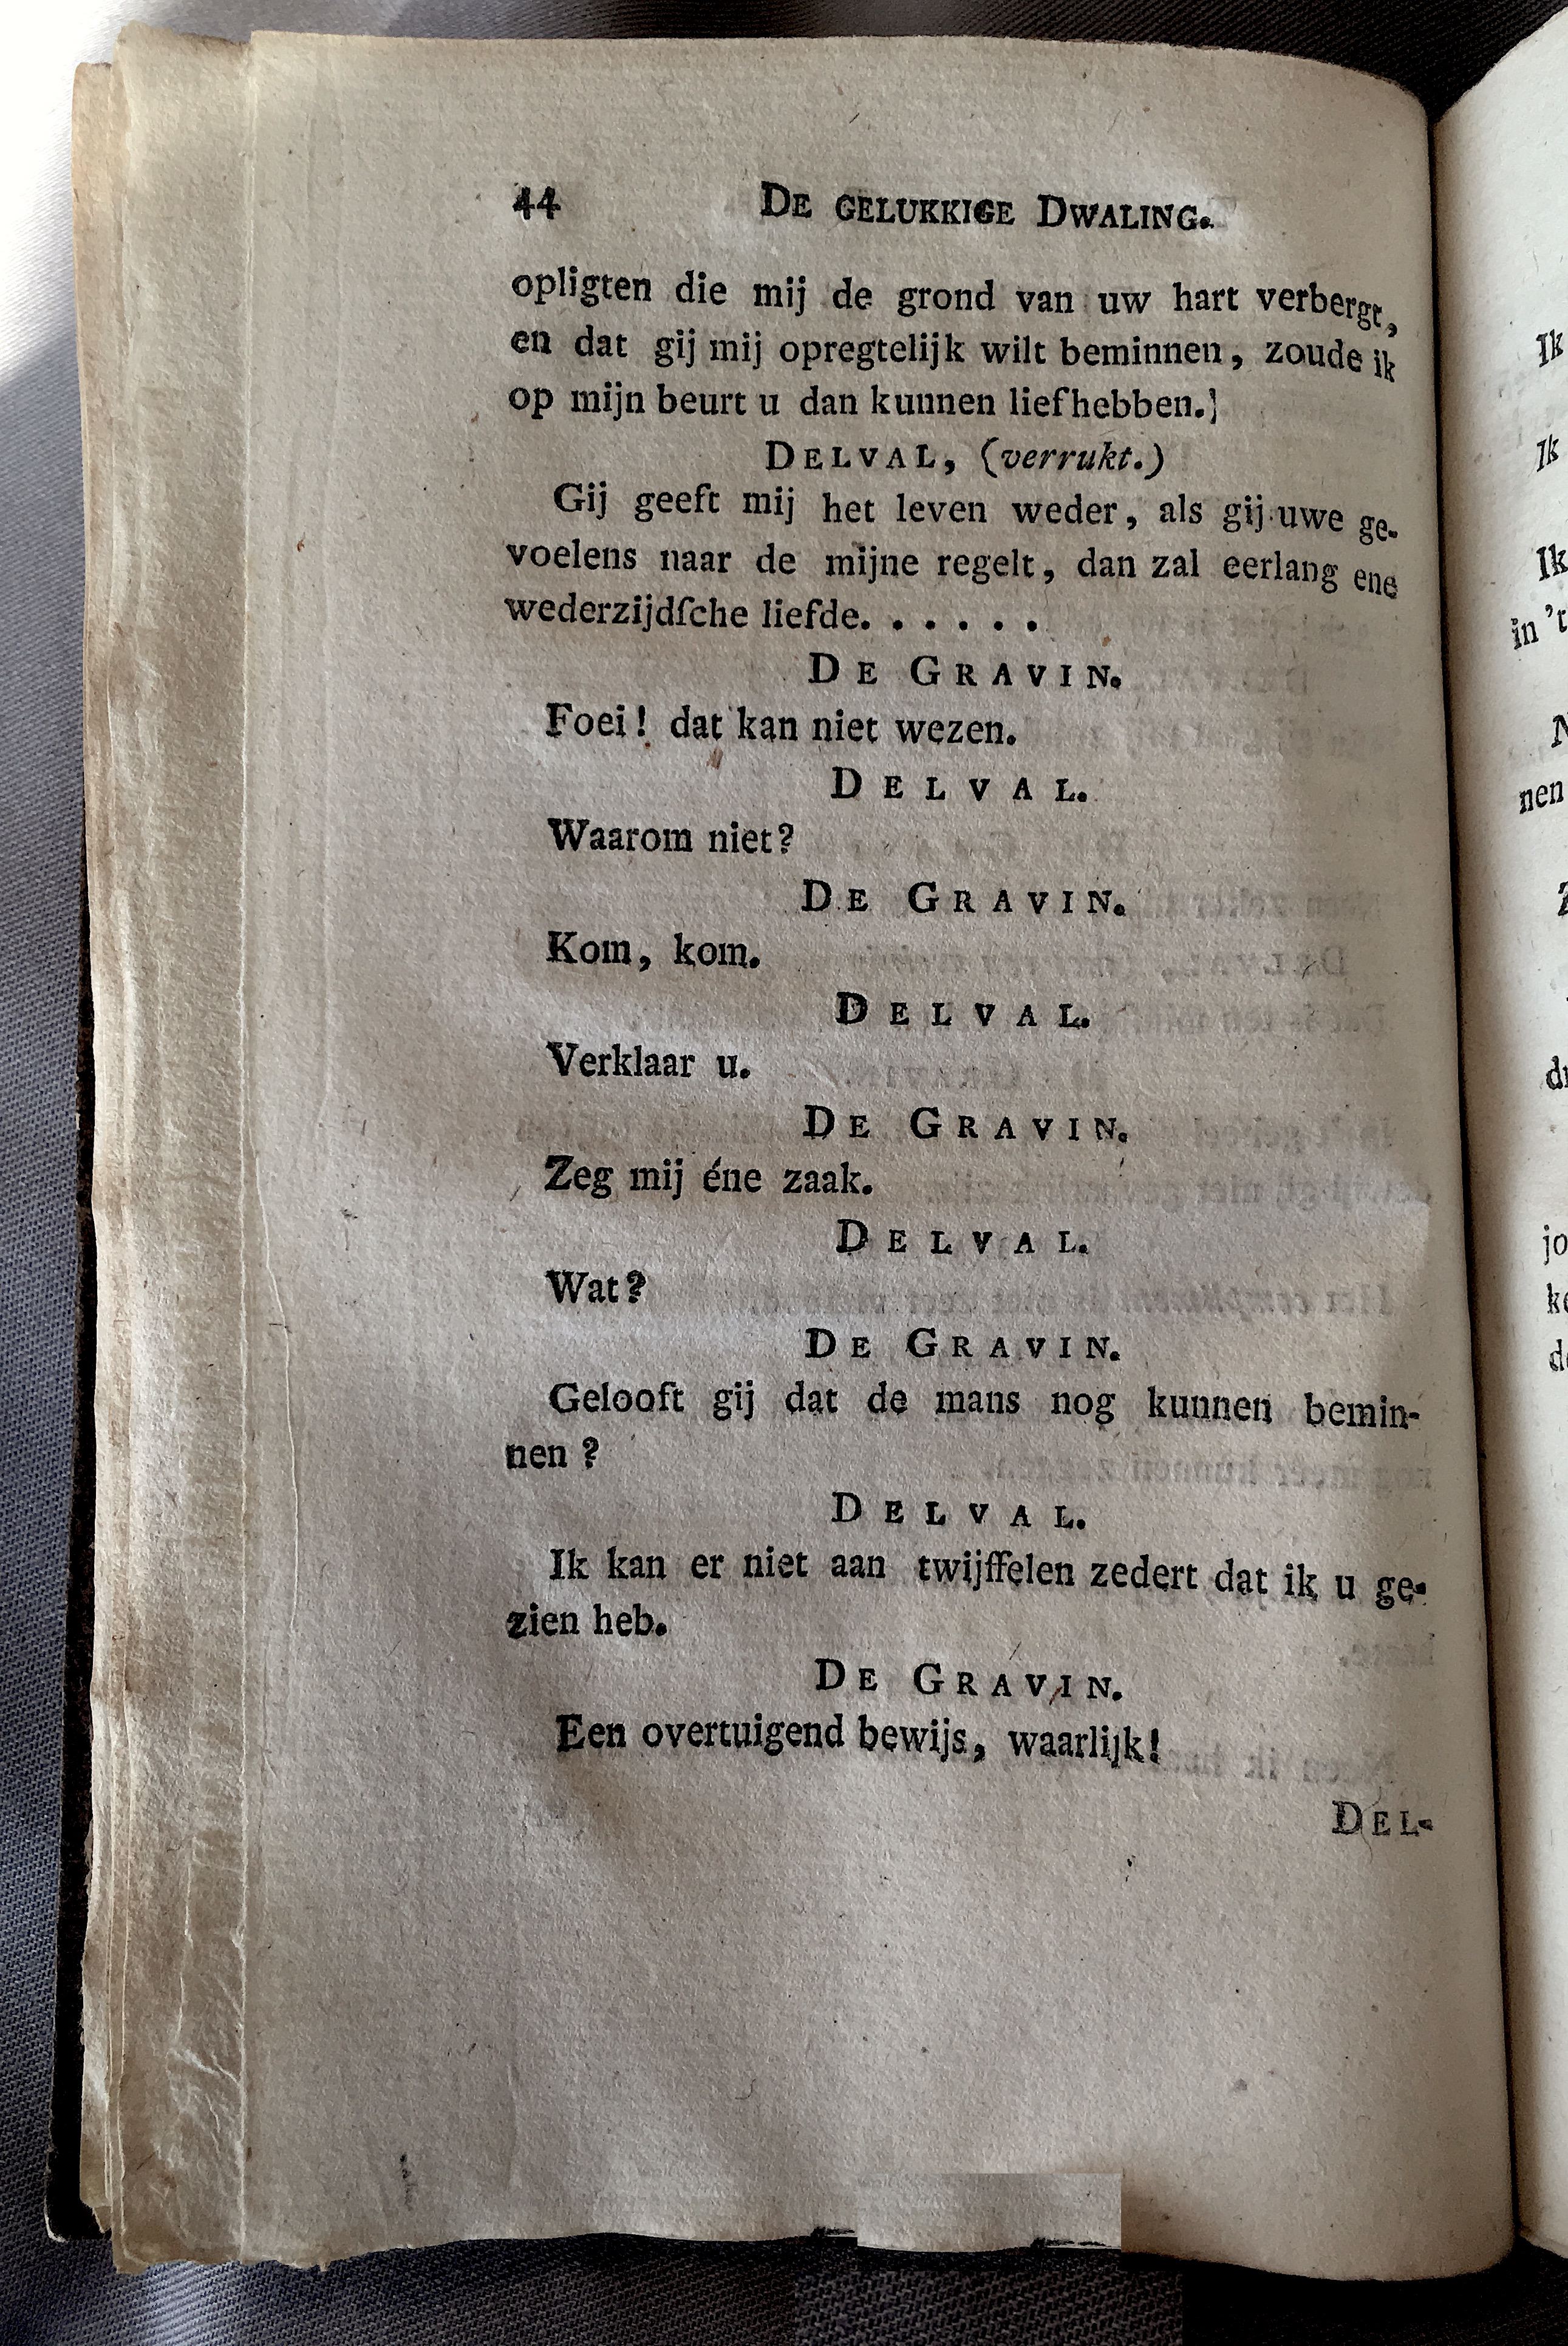 44 DE GELUKKIGE DWALING.
opligten die mij de grond van uw hart verbergt,
en dat gij mij opregtelijk wilt beminnen, zoude ik
op mijn beurt u dan kunnen liefhebben.]
DELVAL, (verrukt.)
Gij geeft mij het leven weder, als gij uwe ge-
voelens naar de mijne regelt, dan zal eerlang ene
wederzijdſche liefde. . . . . .
DE GRAVIN.
Foei! dat kan niet wezen.
DELVAL.
Waarom niet?
DE GRAVIN.
Kom, kom.
DELVAL.
Verklaar u.
DE GRAVIN.
Zeg mij éne zaak.
DELVAL.
Wat?
DE GRAVIN.
Gelooft gij dat de mans nog kunnen bemin-
nen?
DELVAL.
Ik kan er niet aan twijffelen zedert dat ik u ge-
zien heb.
DE GRAVIN.
Een overtuigend bewijs, waarlijk!
DEL-
Ik
Ik
Ik
in 't
nen